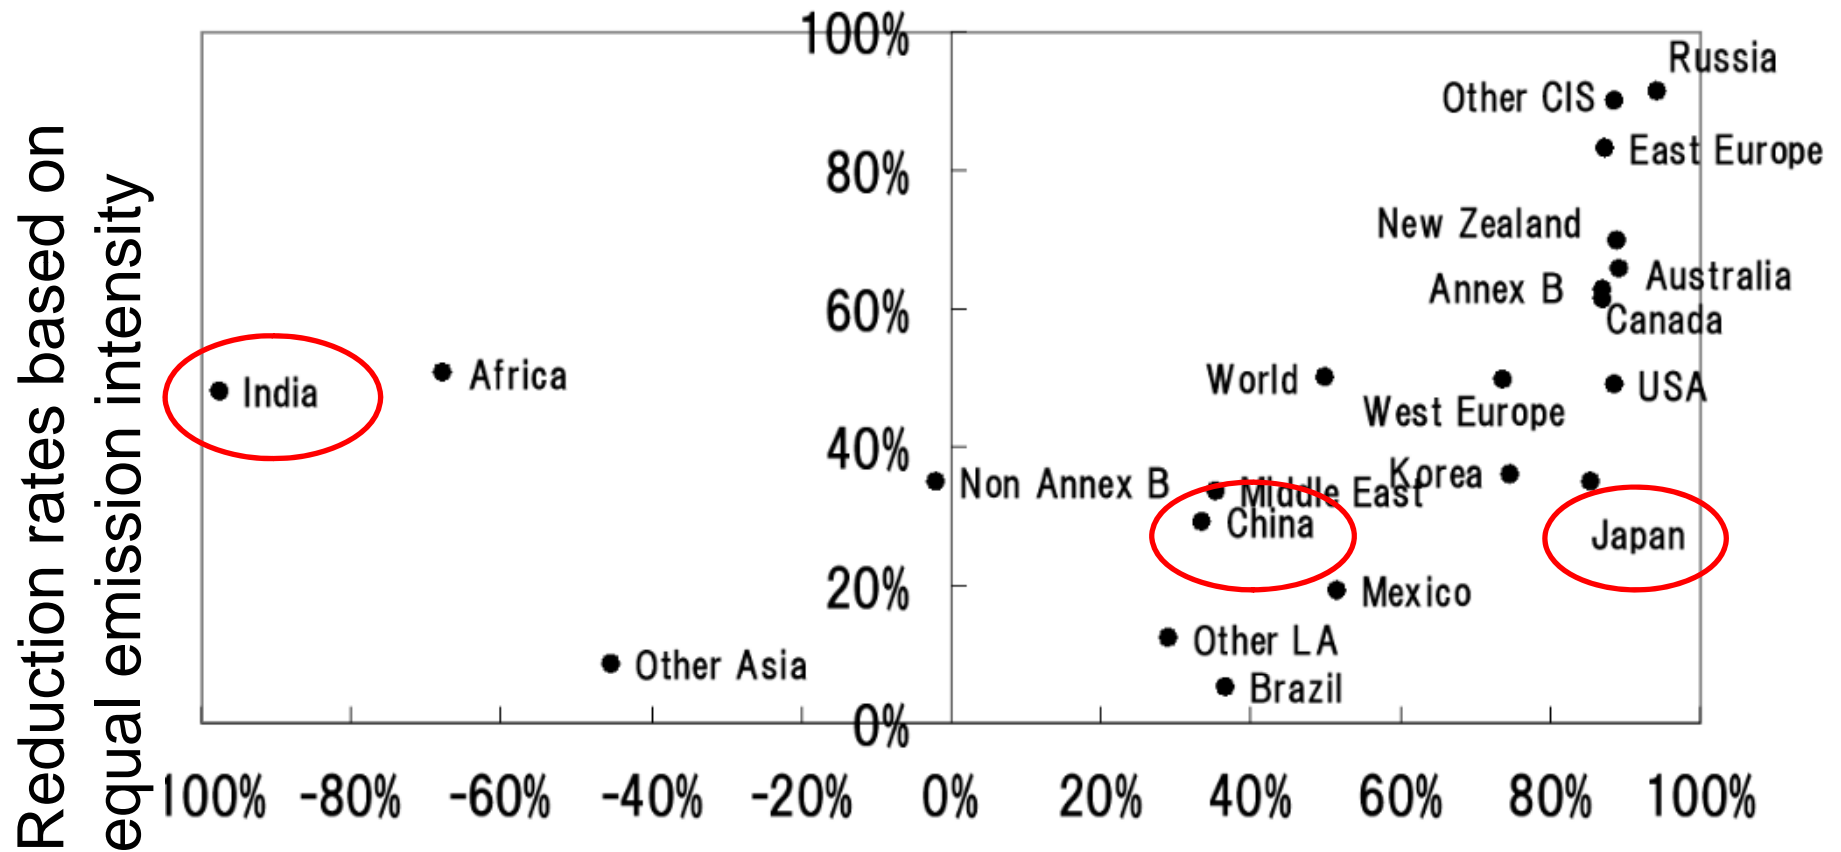 Reduction rates based on
equal emission intensity
100%
80%
60%
40%
20%
0%
Russia
Other CIS
East Europe
New Zealand
Australia
Annex B
Canada
India
Africa
World
USA
West Europe
Korea
Non Annex B
Middle East
China
Japan
Mexico
Other LA
Other Asia
Brazil
100% -80% -60% -40% -20% 0% 20% 40% 60% 80% 100%